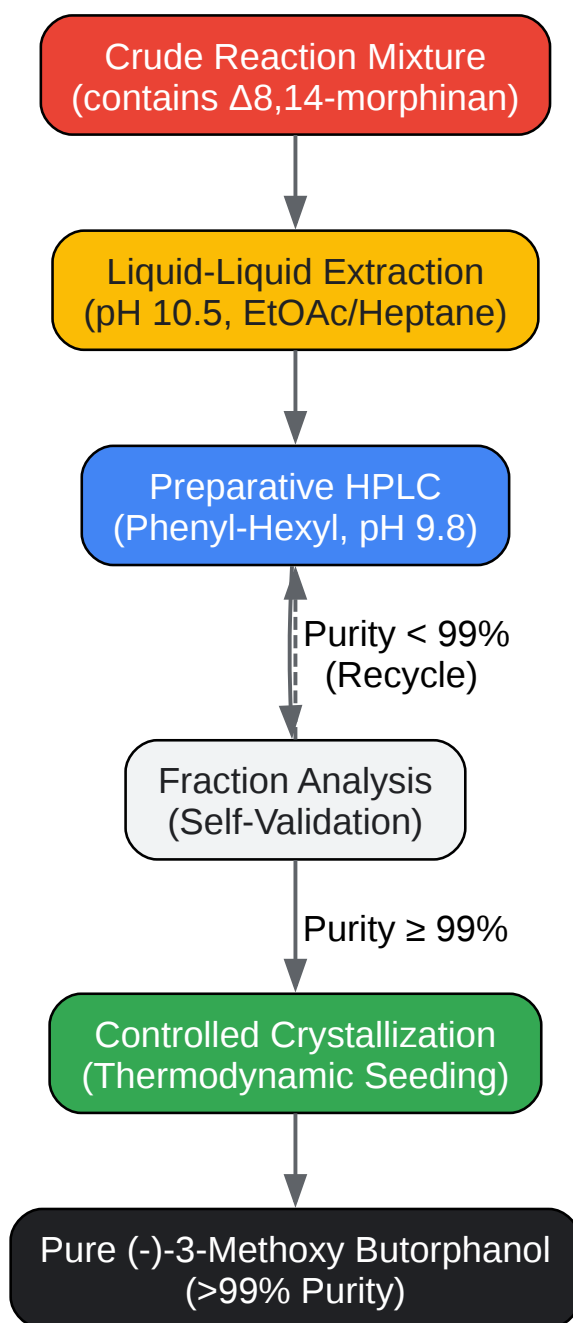 Crude Reaction Mixture
(contains Δ8,14-morphinan)
Liquid-Liquid Extraction
(pH 10.5, EtOAc/Heptane)
Preparative HPLC
(Phenyl-Hexyl, pH 9.8)
Purity < 99%
(Recycle)
Fraction Analysis
(Self-Validation)
Purity ≥ 99%
Controlled Crystallization
(Thermodynamic Seeding)
Pure (-)-3-Methoxy Butorphanol
(>99% Purity)